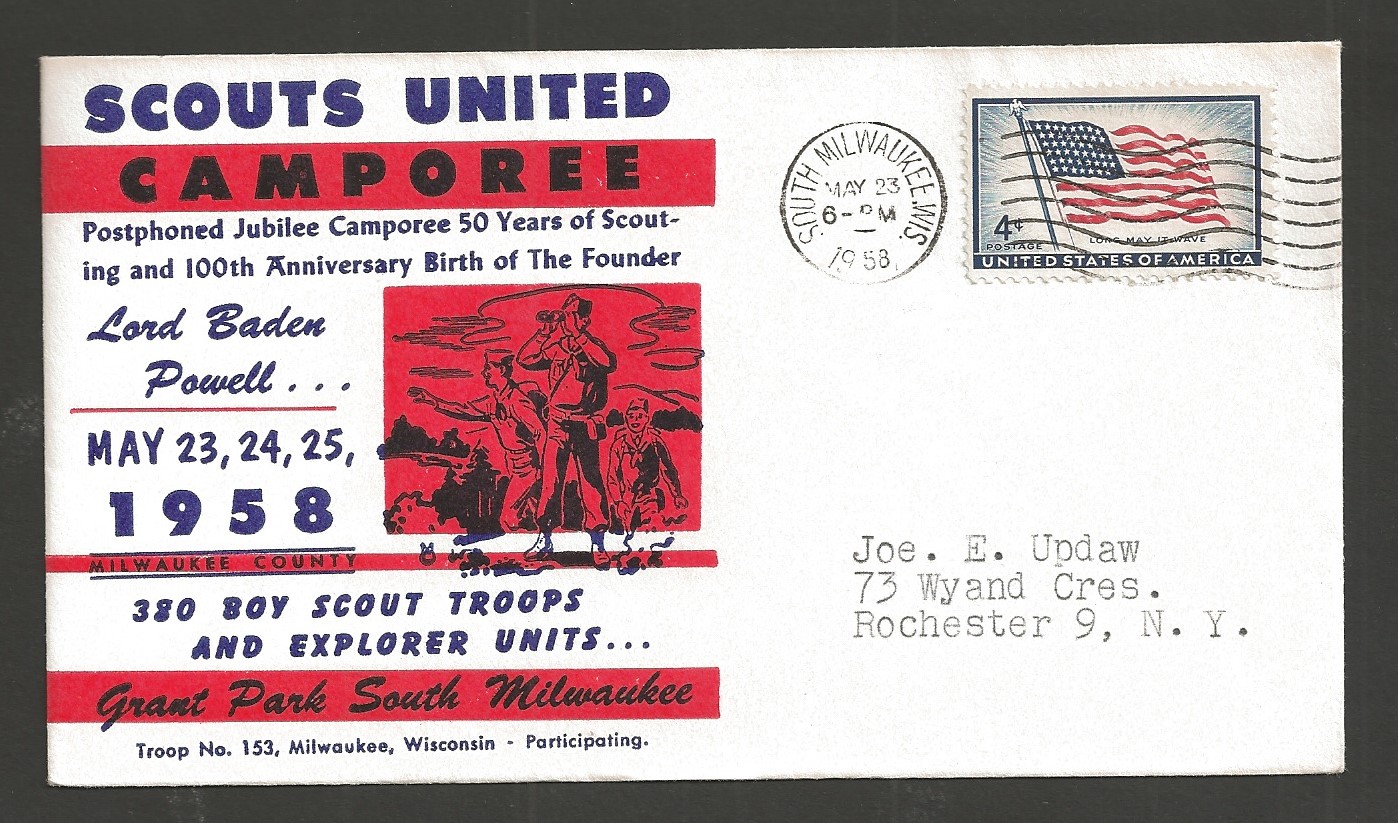 SCOUTS UNITED
CAMPOREE
Postphoned Jubilee Camporee 50 Years of Scout-
ing and 100th Anniversary Birth of The Founder
Lord Baden
Powell . . .
MAY 23, 24, 25,
1958
MILWAUKEE COUNTY
380 BOY SCOUT TROOPS
AND EXPLORER UNITS...
Grant Park South Milwaukee
Troop No. 153, Milwaukee, Wisconsin - Participating.
SOUTH MILWAUKEE, WIS.
MAY 23
6-PM
1958
4¢
POSTAGE
LONG MAY IT WAVE
UNITED STATES OF AMERICA
Joe. E. Updaw
73 Wyand Cres.
Rochester 9, N. Y.